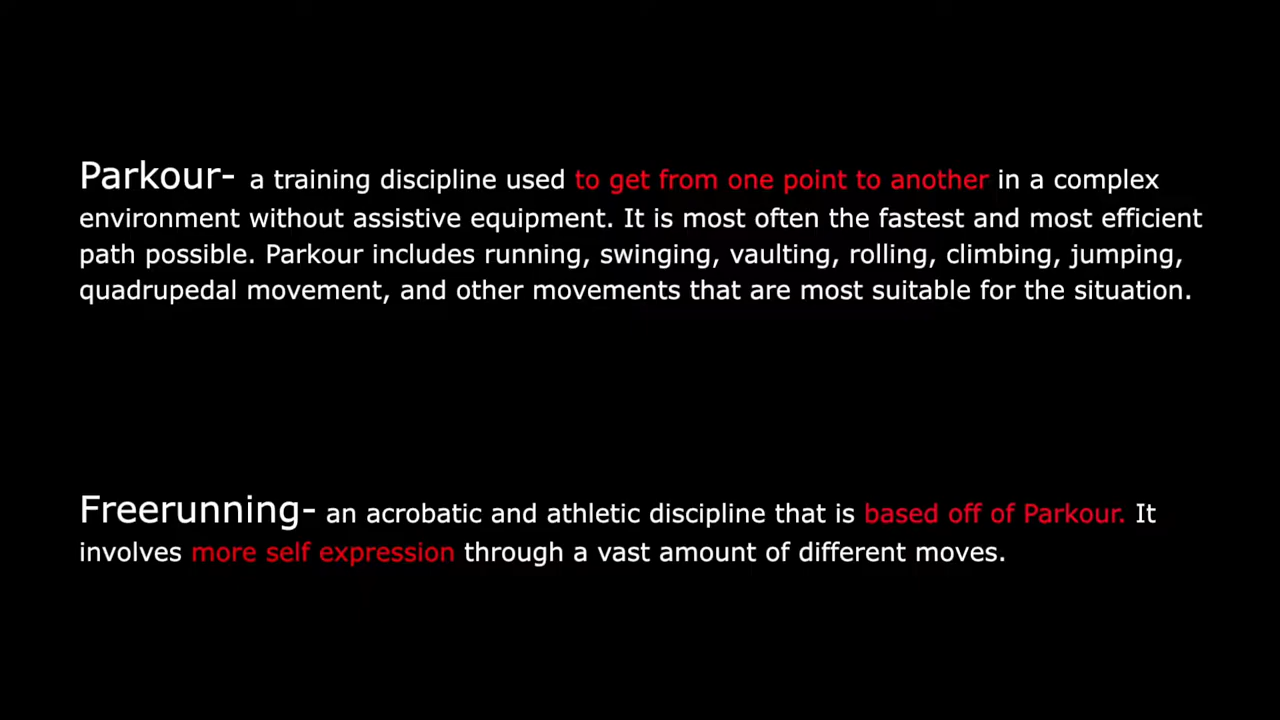 Parkour- a training discipline used to get from one point to another in a complex
environment without assistive equipment. It is most often the fastest and most efficient
path possible. Parkour includes running, swinging, vaulting, rolling, climbing, jumping,
quadrupedal movement, and other movements that are most suitable for the situation.
Freerunning- an acrobatic and athletic discipline that is based off of Parkour. It
involves more self expression through a vast amount of different moves.